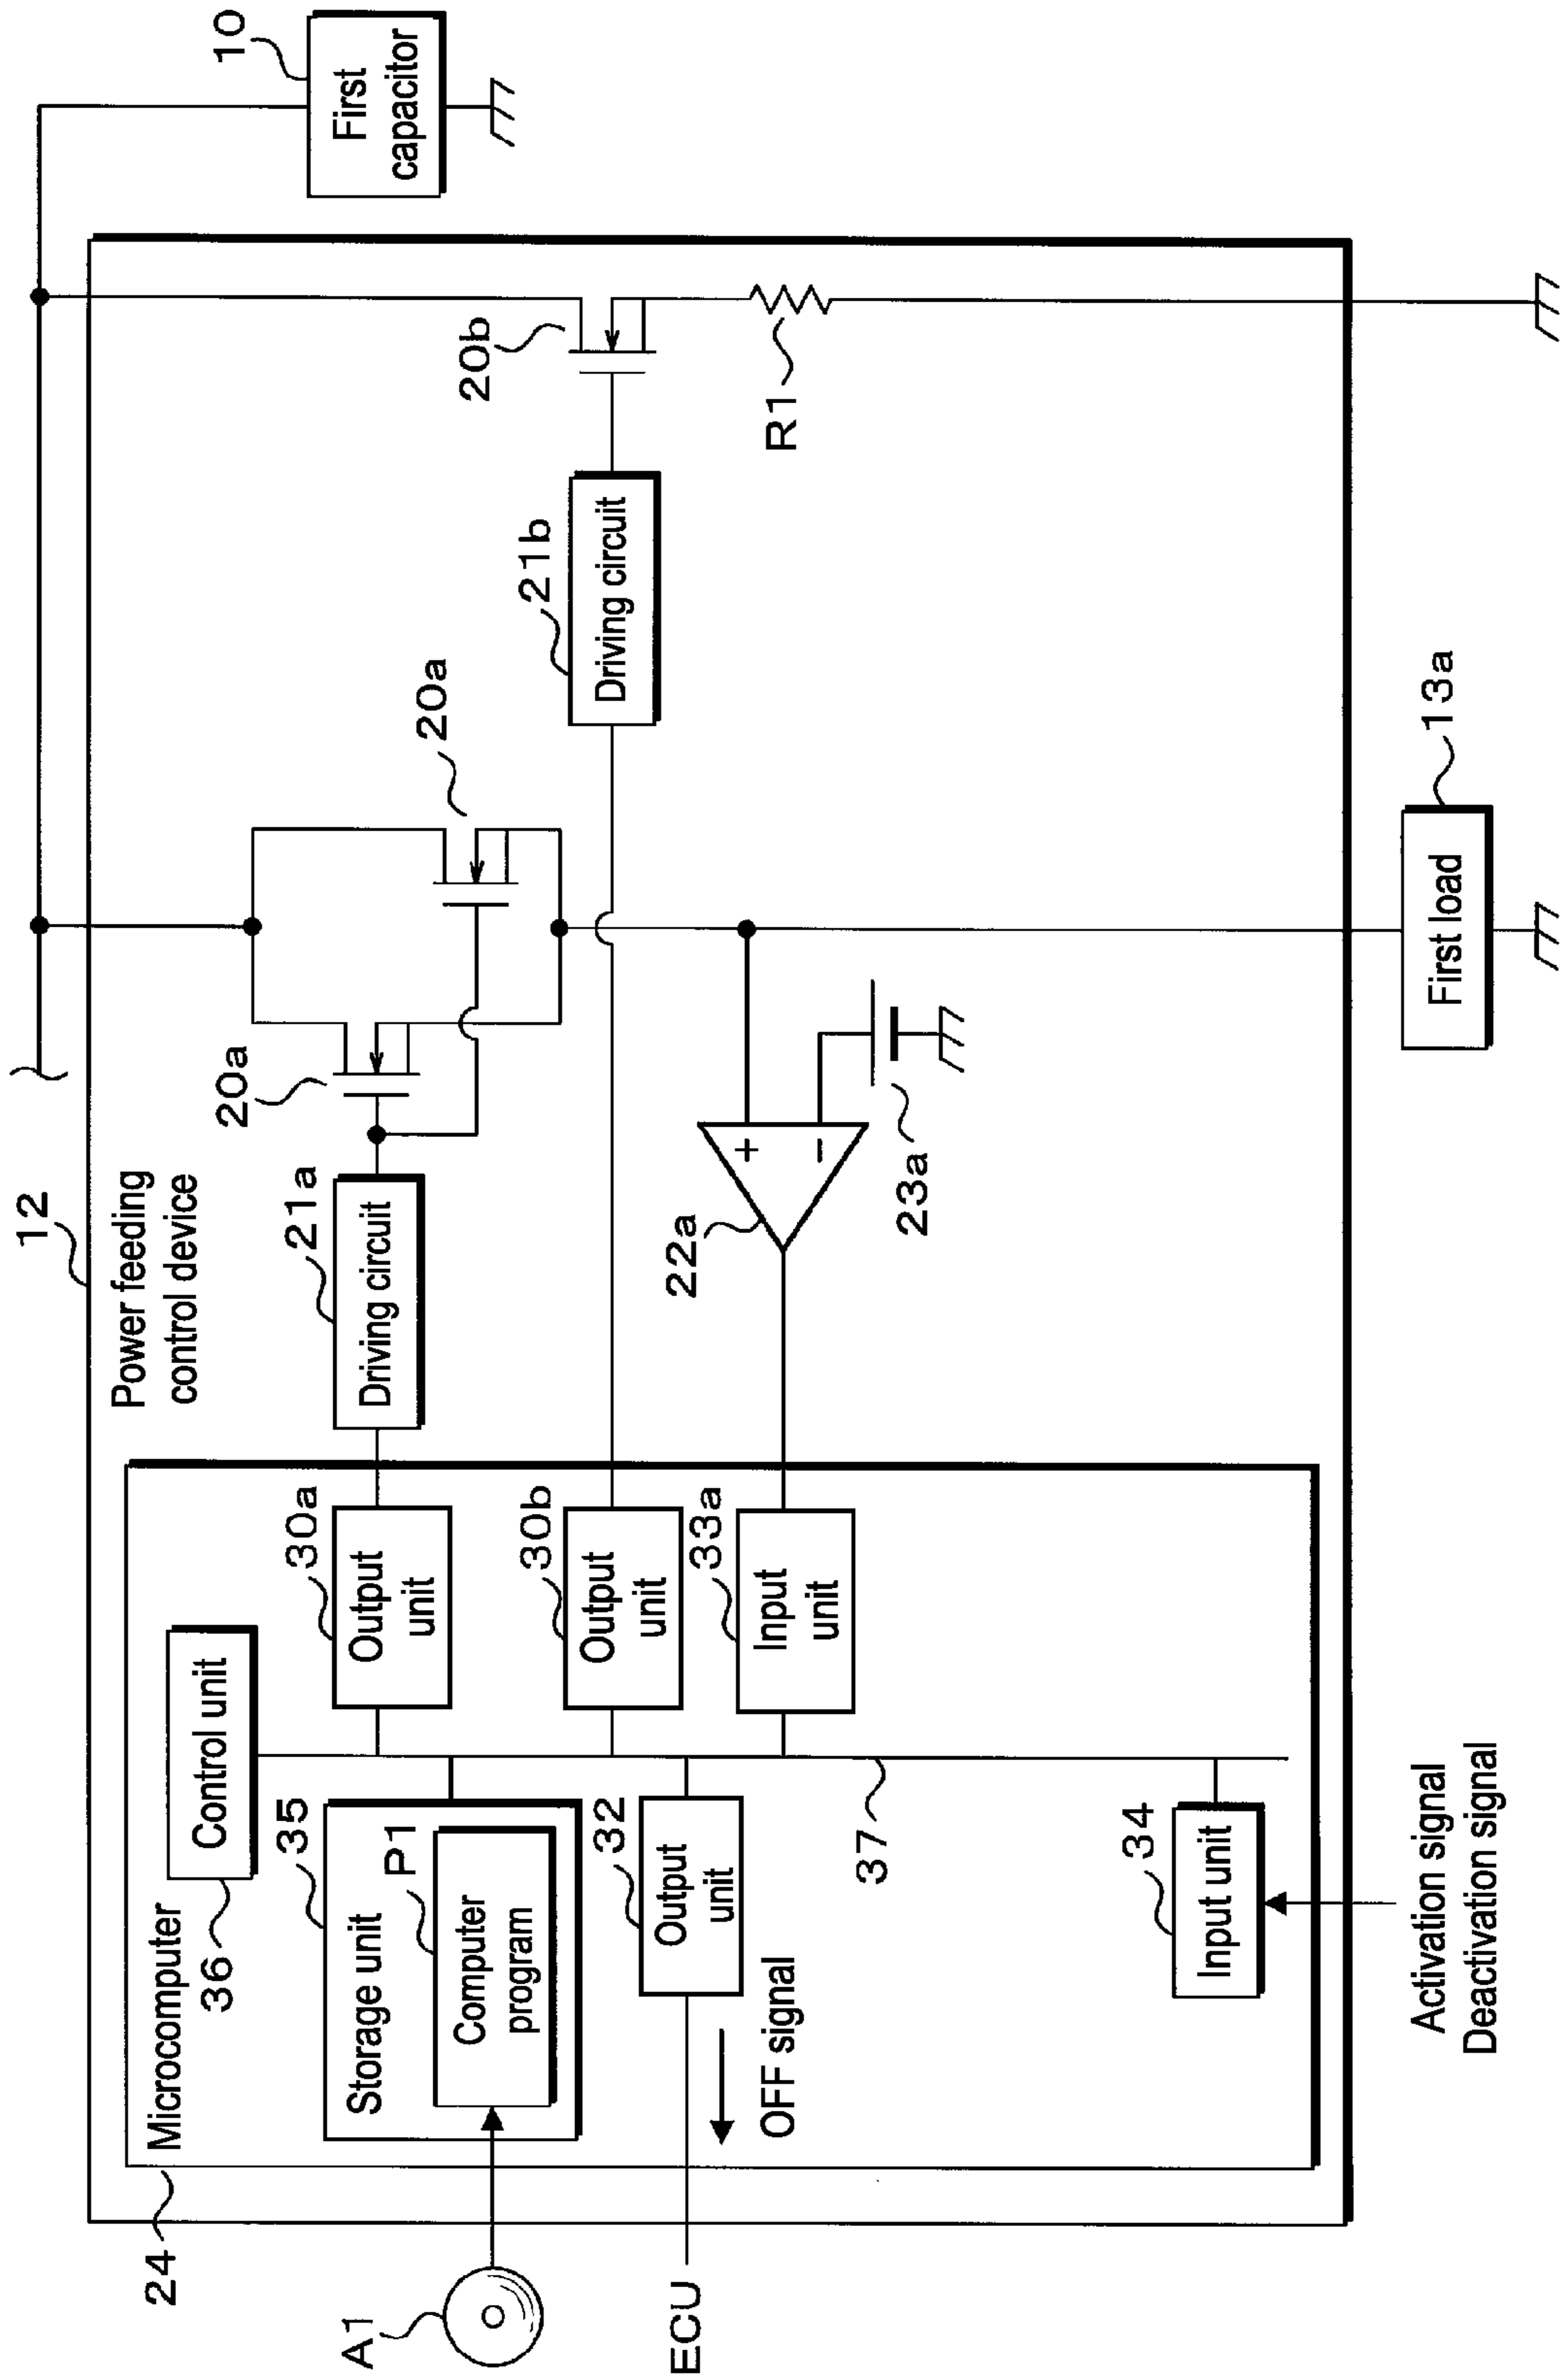 12
Power feeding
control device
10
First
capacitor
24
Microcomputer
36
Control unit
35
Storage unit
P1
Computer
program
A1
30a
Output
unit
21a
Driving circuit
20a
20a
20b
30b
Output
unit
21b
Driving circuit
R1
32
Output
unit
ECU
OFF signal
33a
Input
unit
22a
+
−
23a
37
34
Input unit
Activation signal
Deactivation signal
13a
First load